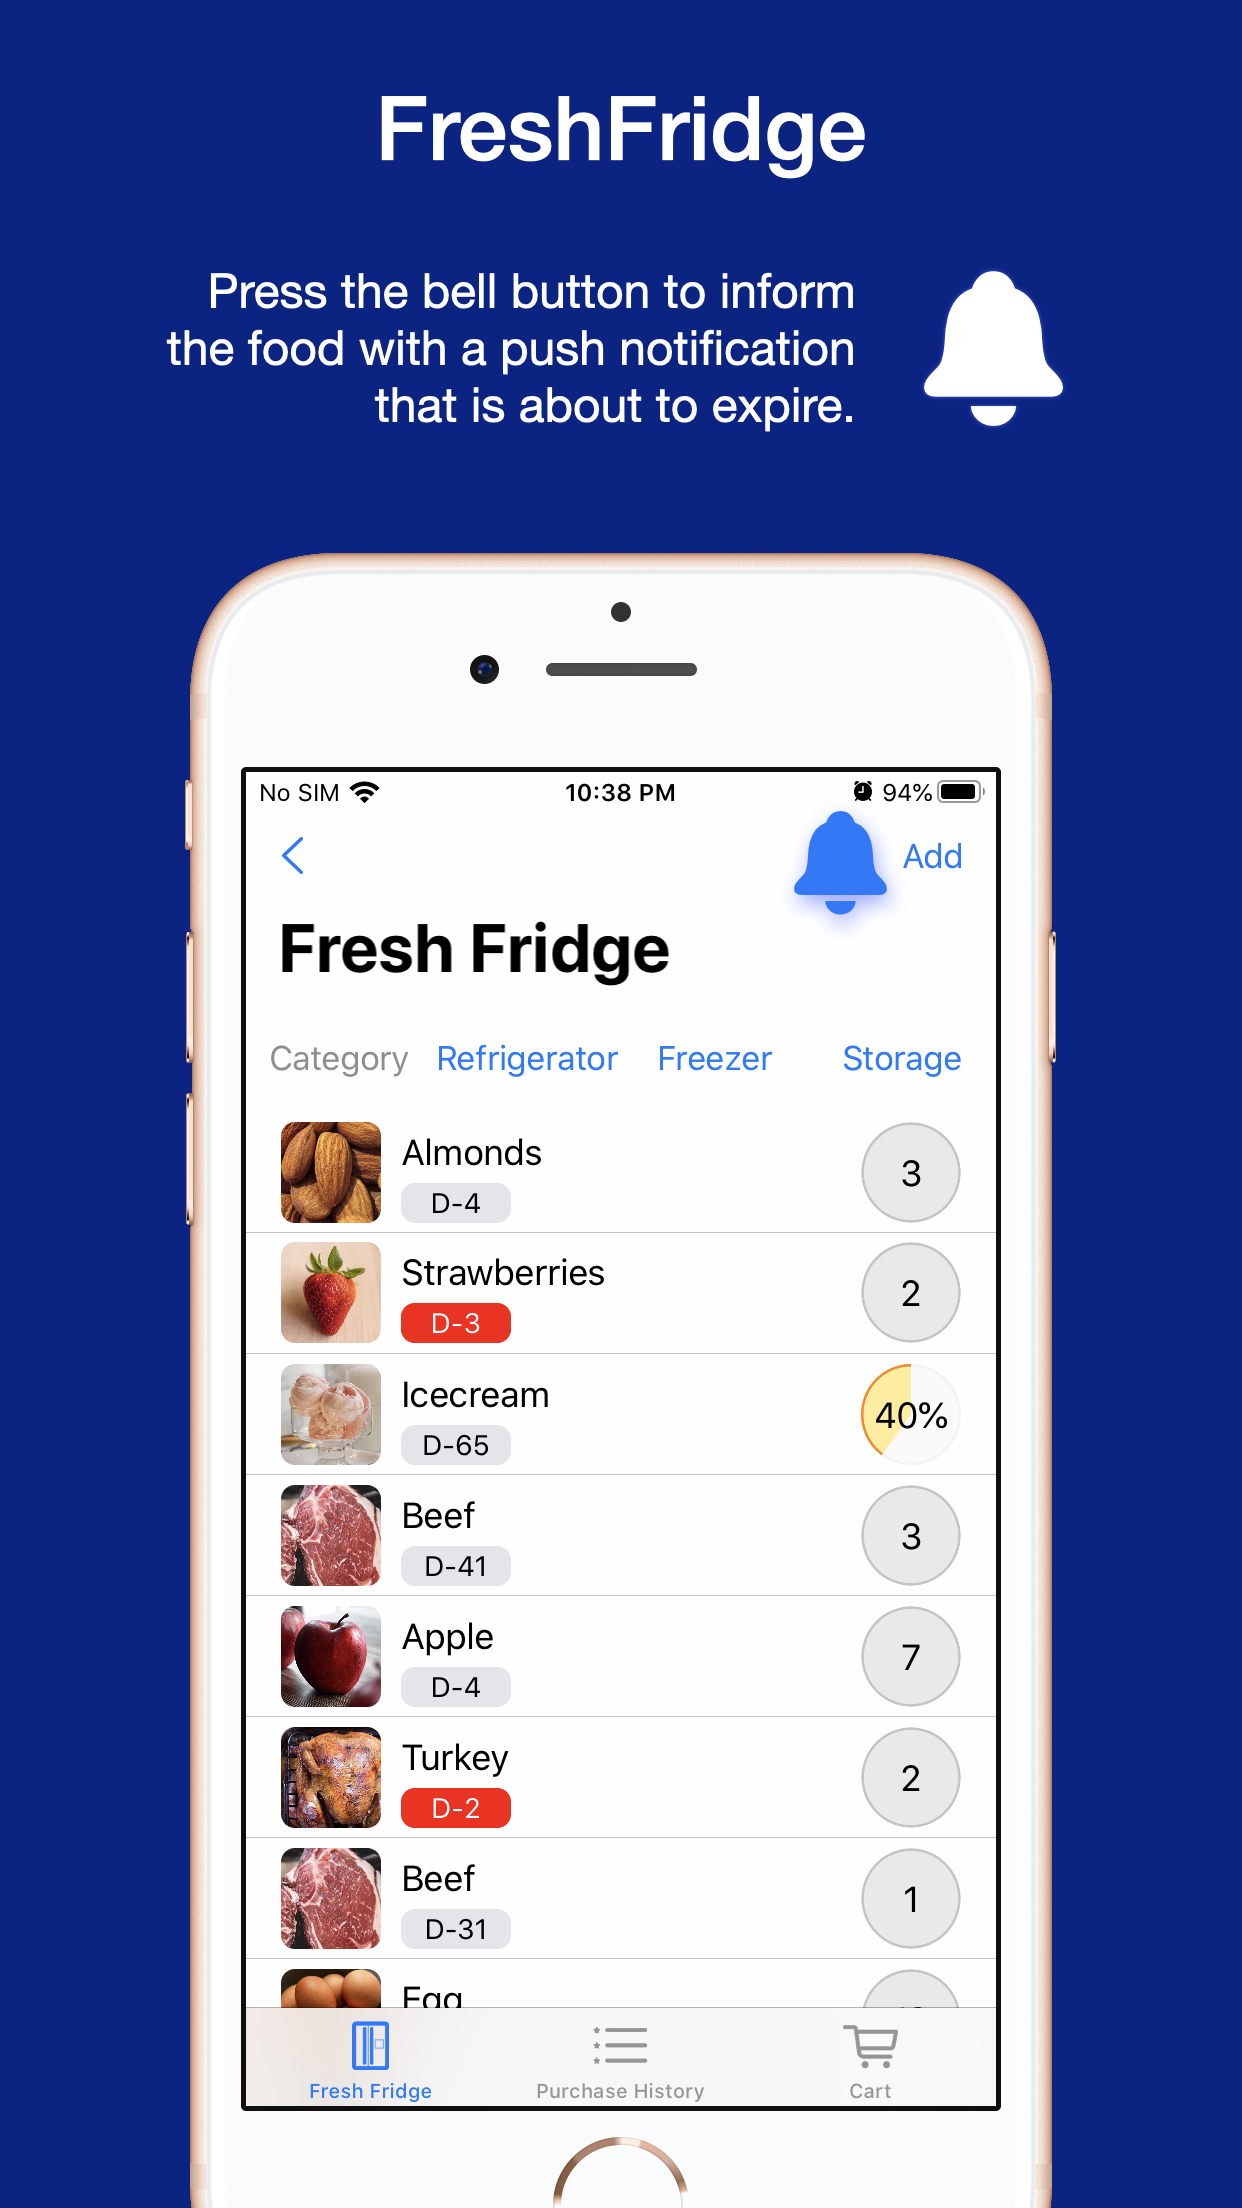 FreshFridge
Press the bell button to inform
the food with a push notification
that is about to expire.
No SIM 10:38 PM 94%
Add
Fresh Fridge
Category Refrigerator Freezer Storage
Almonds
D-4
3
Strawberries
D-3
2
Icecream
D-65
40%
Beef
D-41
3
Apple
D-4
7
Turkey
D-2
2
Beef
D-31
1
Egg
Fresh Fridge Purchase History Cart